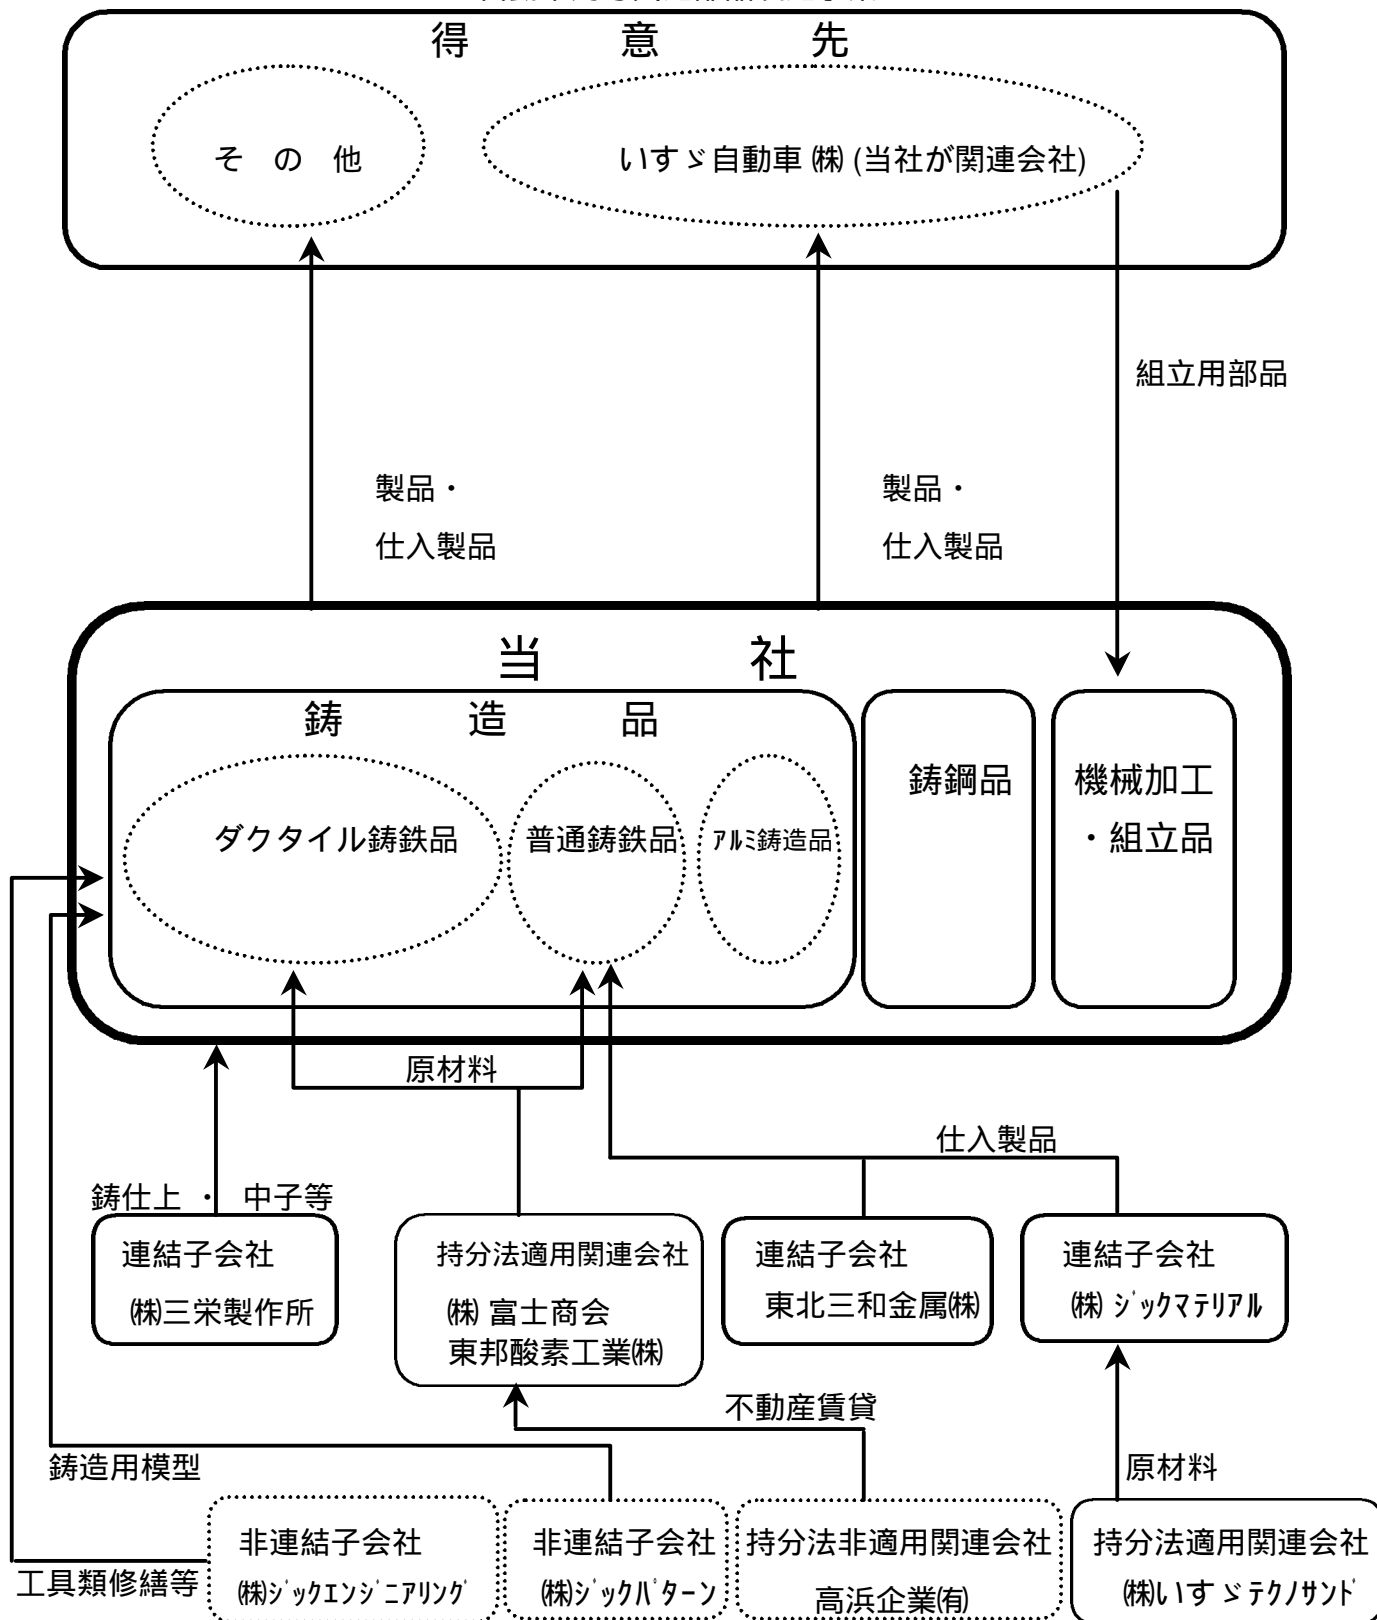 得 意 先
そ の 他
いすゞ自動車 ㈱ (当社が関連会社)
組立用部品
製品・
仕入製品
製品・
仕入製品
当 社
鋳 造 品
ダクタイル鋳鉄品
普通鋳鉄品
ｱﾙﾐ鋳造品
鋳鋼品
機械加工
・組立品
原材料
仕入製品
鋳仕上 ・ 中子等
連結子会社
㈱三栄製作所
持分法適用関連会社
㈱ 富士商会
東邦酸素工業㈱
連結子会社
東北三和金属㈱
連結子会社
㈱ ｼﾞｯｸﾏﾃﾘｱﾙ
不動産賃貸
鋳造用模型
原材料
非連結子会社
㈱ｼﾞｯｸｴﾝｼﾞﾆｱﾘﾝｸﾞ
非連結子会社
㈱ｼﾞｯｸﾊﾟﾀｰﾝ
持分法非適用関連会社
高浜企業㈲
持分法適用関連会社
㈱いすゞﾃｸﾉｻﾝﾄﾞ
工具類修繕等